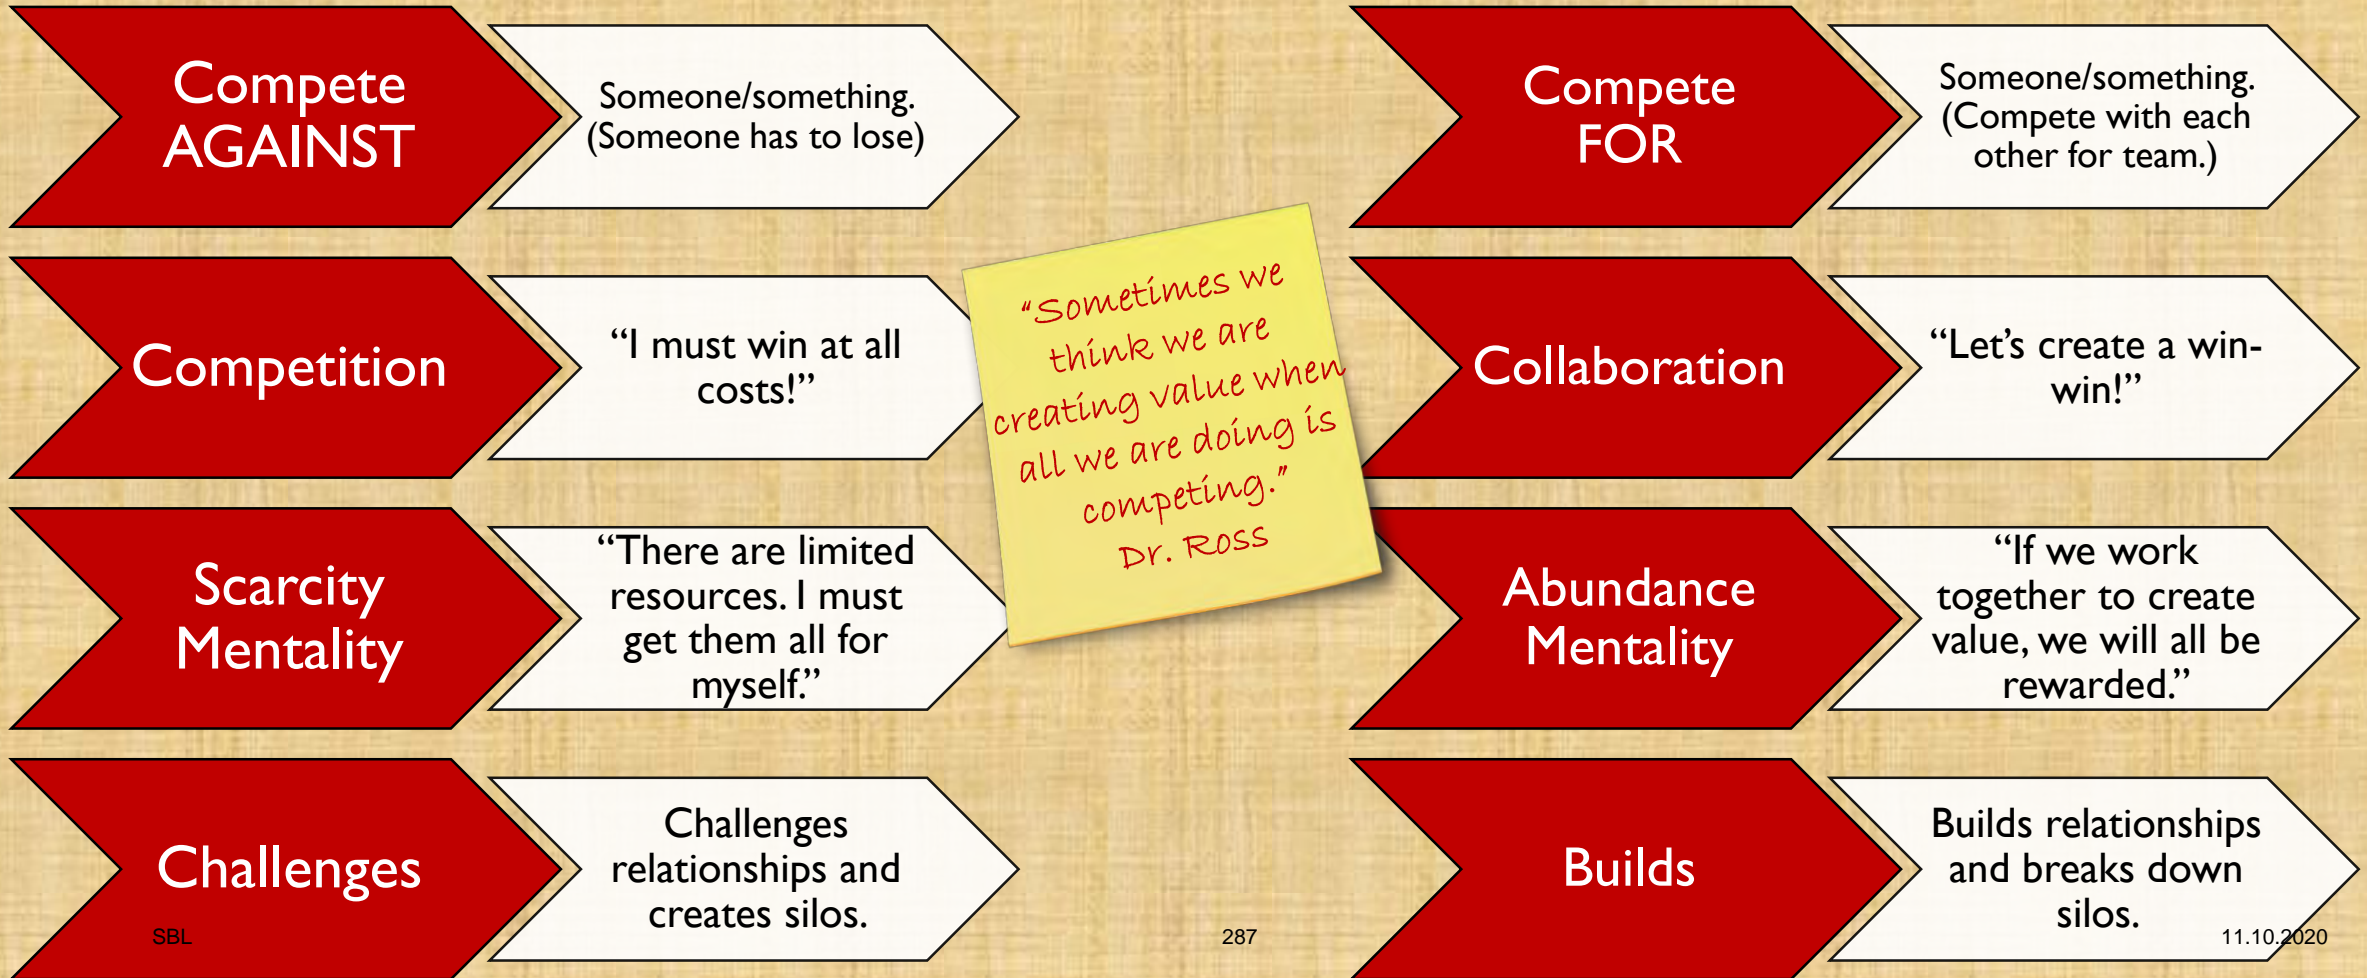 Compete
AGAINST
Someone/something.
(Someone has to lose)
Competition
“I must win at all
costs!”
Scarcity
Mentality
“There are limited
resources. I must
get them all for
myself.”
Challenges
Challenges
relationships and
creates silos.
“Sometimes we
think we are
creating value when
all we are doing is
competing.”
Dr. Ross
Compete
FOR
Someone/something.
(Compete with each
other for team.)
Collaboration
“Let’s create a win-
win!”
Abundance
Mentality
“If we work
together to create
value, we will all be
rewarded.”
Builds
Builds relationships
and breaks down
silos.
SBL
287
11.10.2020